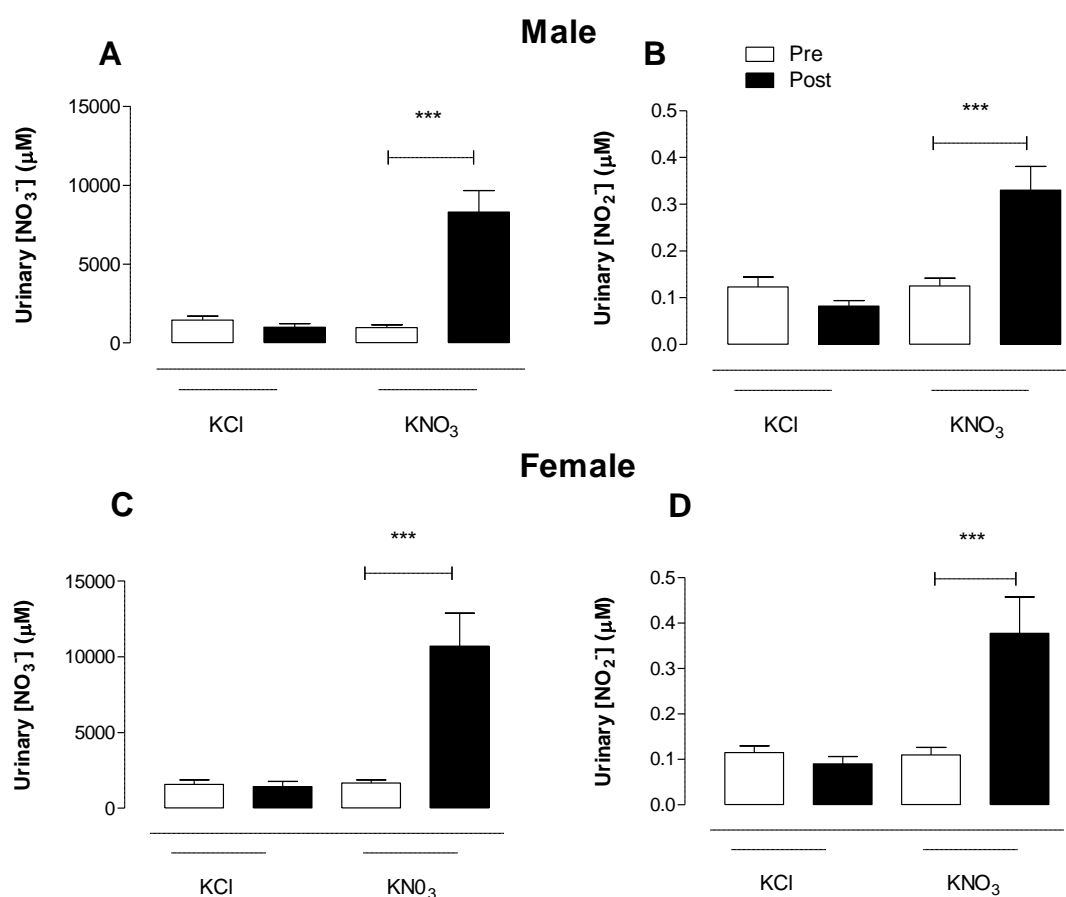 Male
A
Urinary [NO₃⁻] (μM)
15000
10000
5000
0
***
KCl
KNO₃
B
Pre
Post
Urinary [NO₂⁻] (μM)
0.5
0.4
0.3
0.2
0.1
0.0
***
KCl
KNO₃
Female
C
Urinary [NO₃⁻] (μM)
15000
10000
5000
0
***
KCl
KN0₃
D
Urinary [NO₂⁻] (μM)
0.5
0.4
0.3
0.2
0.1
0.0
***
KCl
KNO₃